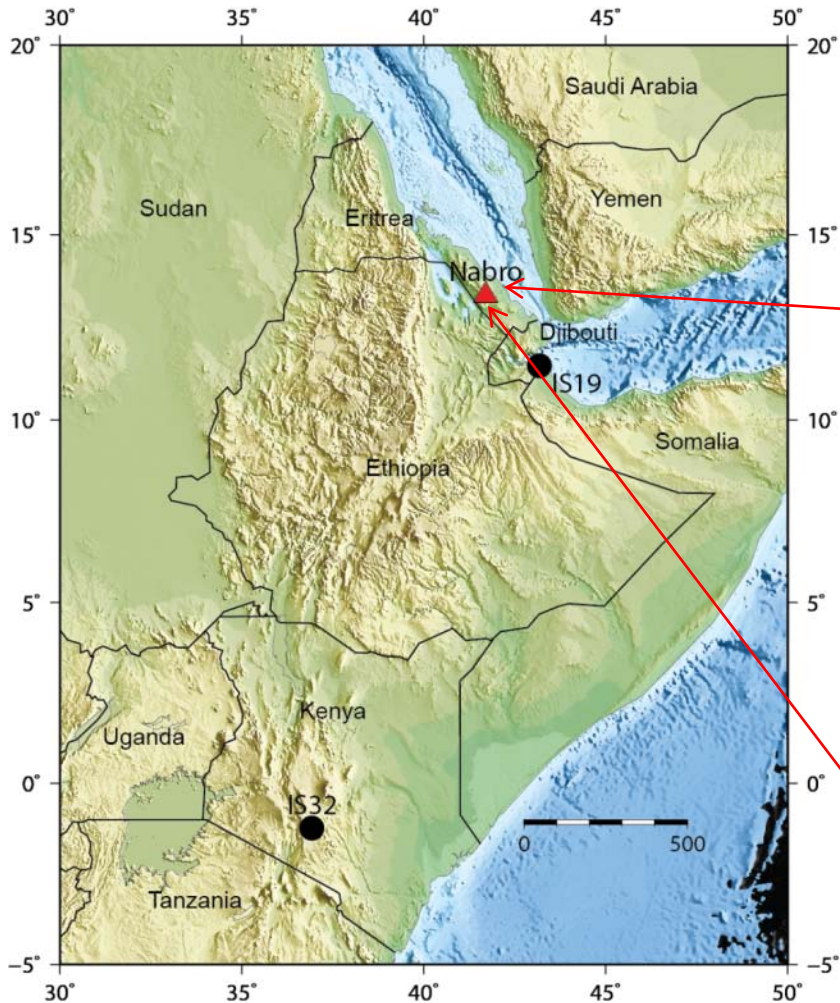 30° 35° 40° 45° 50°
20° 20°
Saudi Arabia
Sudan
Yemen
Eritrea
15° 15°
Nabro
Djibouti
IS19
10° 10°
Somalia
Ethiopia
5° 5°
Kenya
Uganda
0° 0°
IS32
0 500
Tanzania
−5° −5°
30° 35° 40° 45° 50°